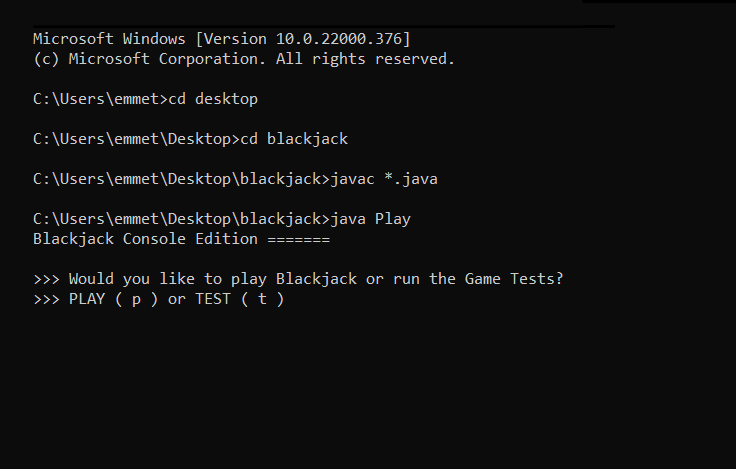 Microsoft Windows [Version 10.0.22000.376]
(c) Microsoft Corporation. All rights reserved.
C:\Users\emmet>cd desktop
C:\Users\emmet\Desktop>cd blackjack
C:\Users\emmet\Desktop\blackjack>javac *.java
C:\Users\emmet\Desktop\blackjack>java Play
Blackjack Console Edition =======
>>> Would you like to play Blackjack or run the Game Tests?
>>> PLAY ( p ) or TEST ( t )